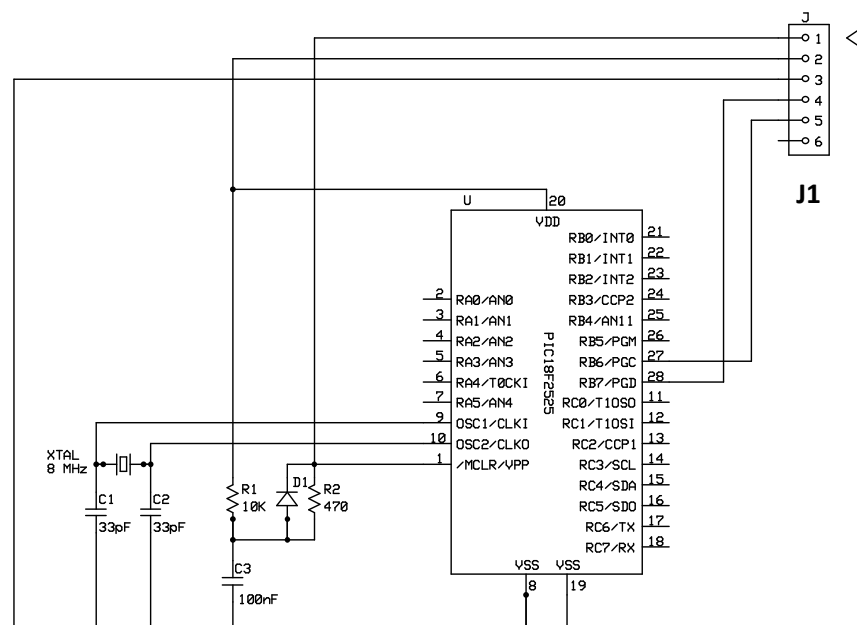 J
1
2
3
4
5
6
J1
U
20
VDD
RB0/INT0 21
RB1/INT1 22
RB2/INT2 23
2 RA0/AN0
RB3/CCP2 24
3 RA1/AN1
RB4/AN11 25
4 RA2/AN2
RB5/PGM 26
5 RA3/AN3
RB6/PGC 27
6 RA4/T0CKI
RB7/PGD 28
7 RA5/AN4
RC0/T1OSO 11
9 OSC1/CLKI
RC1/T1OSI 12
10 OSC2/CLKO
RC2/CCP1 13
1 /MCLR/VPP
RC3/SCL 14
RC4/SDA 15
RC5/SDO 16
RC6/TX 17
RC7/RX 18
PIC18F2525
XTAL
8 MHz
C1
33pF
C2
33pF
R1
10K
D1
R2
470
C3
100nF
VSS
8
VSS
19